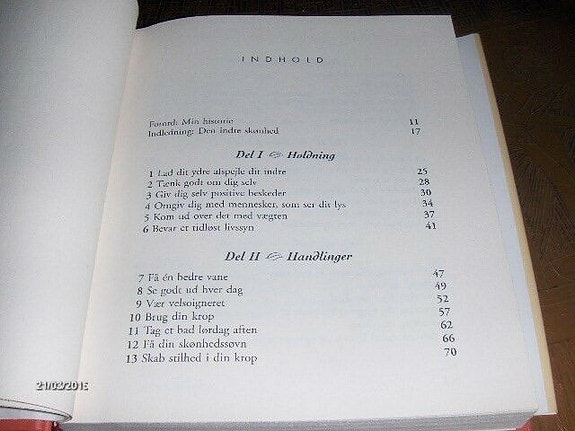 INDHOLD
Forord: Min historie 11
Indledning: Den indre skønhed 17
Del I Holdning
1 Lad dit ydre afspejle dit indre 25
2 Tænk godt om dig selv 28
3 Giv dig selv positive beskeder 30
4 Omgiv dig med mennesker, som ser dit lys 34
5 Kom ud over det med vægten 37
6 Bevar et tidløst livssyn 41
Del II Handlinger
7 Få én bedre vane 47
8 Se godt ud hver dag 49
9 Vær velsoigneret 52
10 Brug din krop 57
11 Tag et bad lørdag aften 62
12 Få din skønhedssøvn 66
13 Skab stilhed i din krop 70
21/03/2015